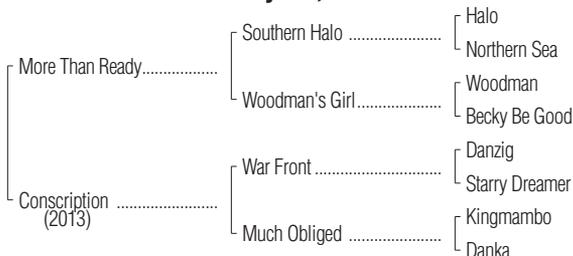 Halo
Southern Halo ....................
Northern Sea
More Than Ready................
Woodman
Woodman's Girl..................
Becky Be Good
Danzig
War Front ...........................
Starry Dreamer
Conscription .....................
(2013)
Kingmambo
Much Obliged ....................
Danka